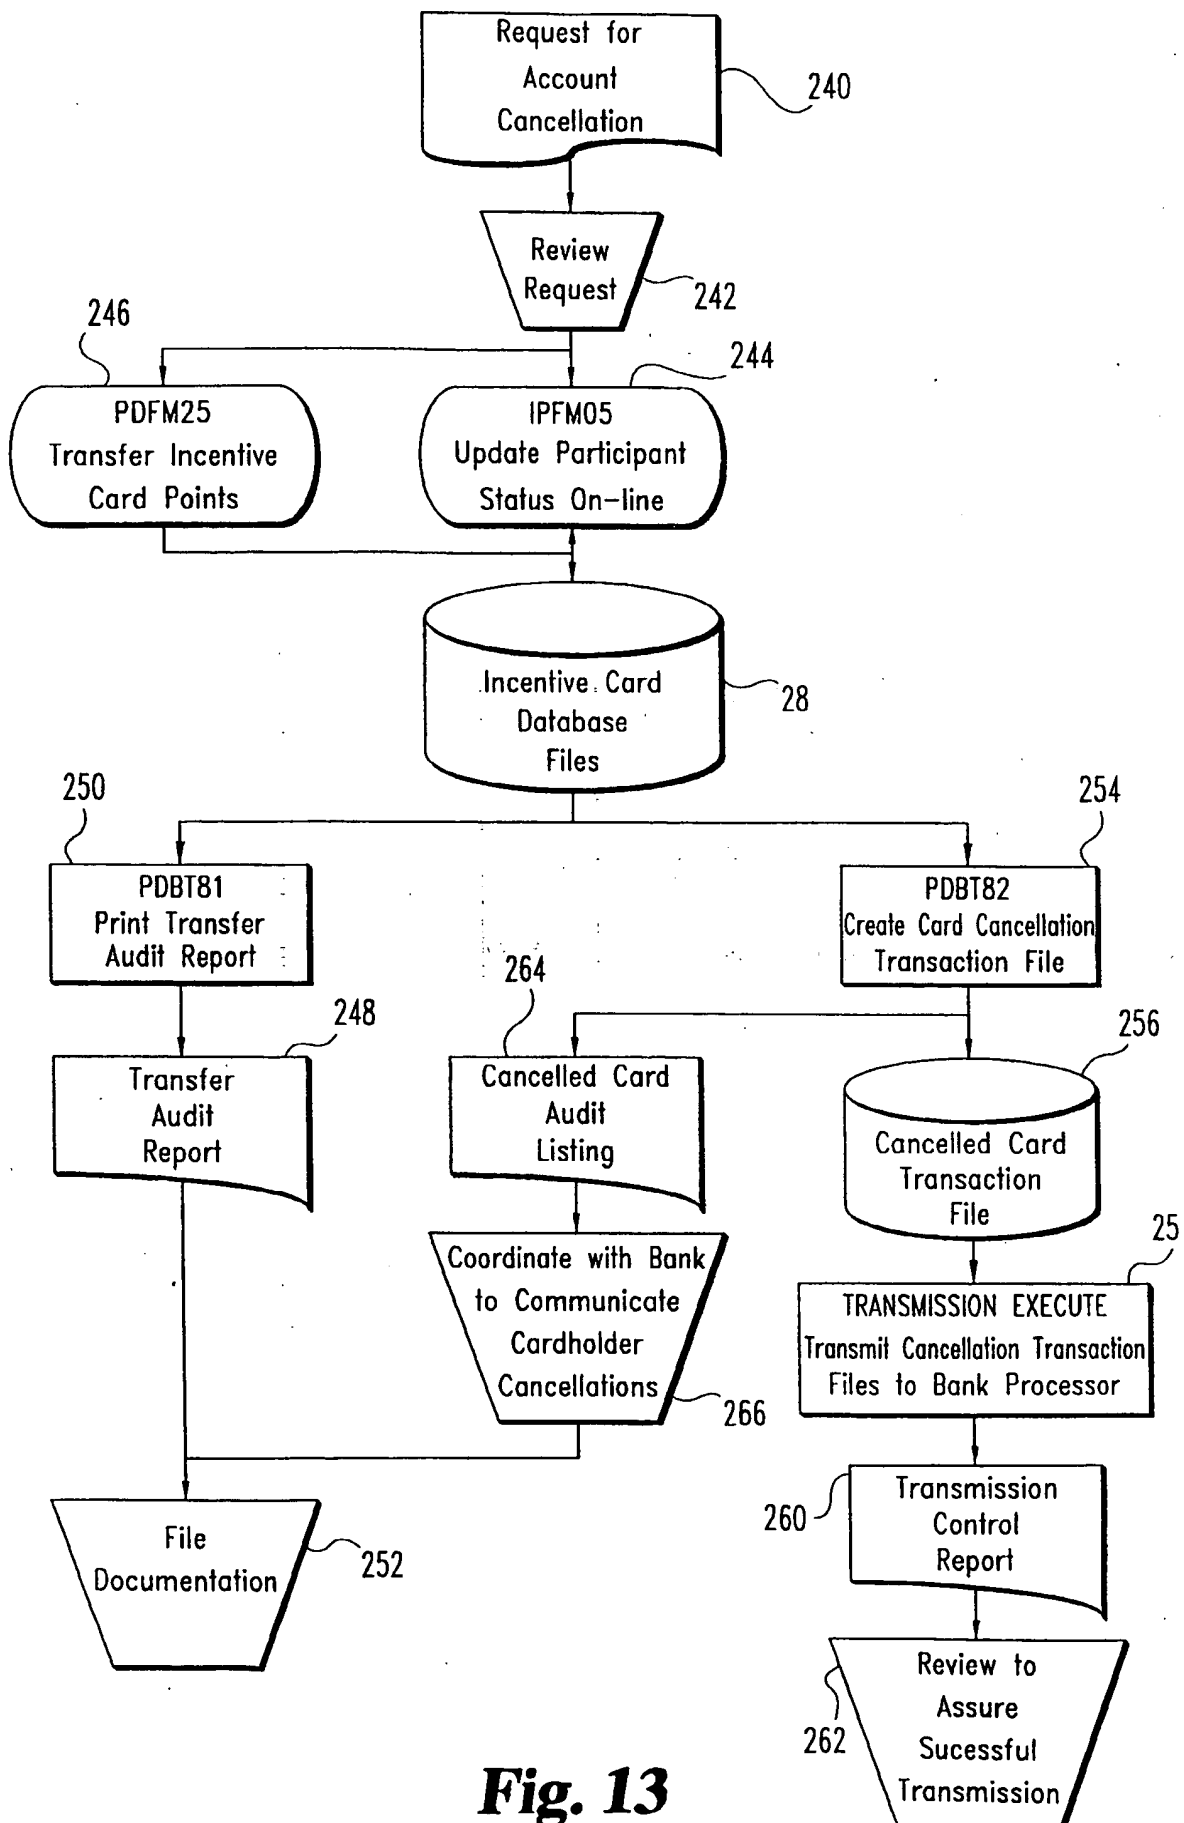 Request for
Account
Cancellation
240
Review
Request
242
246
244
PDFM25
Transfer Incentive
Card Points
IPFM05
Update Participant
Status On-line
Incentive Card
Database
Files
28
250
254
PDBT81
Print Transfer
Audit Report
PDBT82
Create Card Cancellation
Transaction File
248
264
256
Transfer
Audit
Report
Cancelled Card
Audit
Listing
Cancelled Card
Transaction
File
Coordinate with Bank
to Communicate
Cardholder
Cancellations
266
25
TRANSMISSION EXECUTE
Transmit Cancellation Transaction
Files to Bank Processor
File
Documentation
252
260
Transmission
Control
Report
262
Review to
Assure
Sucessful
Transmission
Fig. 13